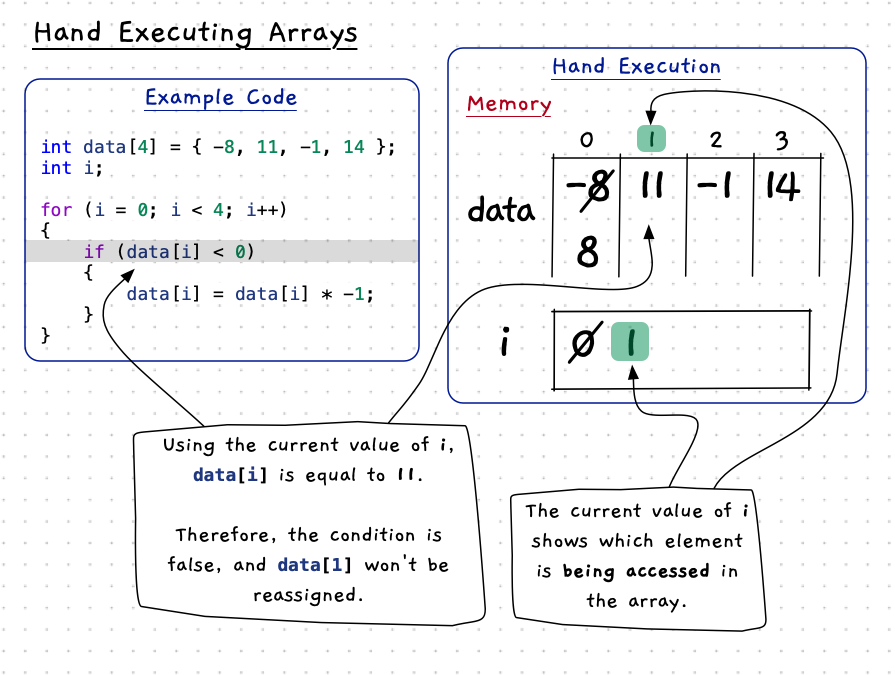 Hand Executing Arrays
Example Code
int data[4] = { -8, 11, -1, 14 };
int i;
for (i = 0; i < 4; i++)
{
if (data[i] < 0)
{
data[i] = data[i] * -1;
}
}
Hand Execution
Memory
0 1 2 3
data -8 11 -1 14
8
i 0 1
Using the current value of i,
data[i] is equal to 11.
Therefore, the condition is
false, and data[1] won't be
reassigned.
The current value of i
shows which element
is being accessed in
the array.